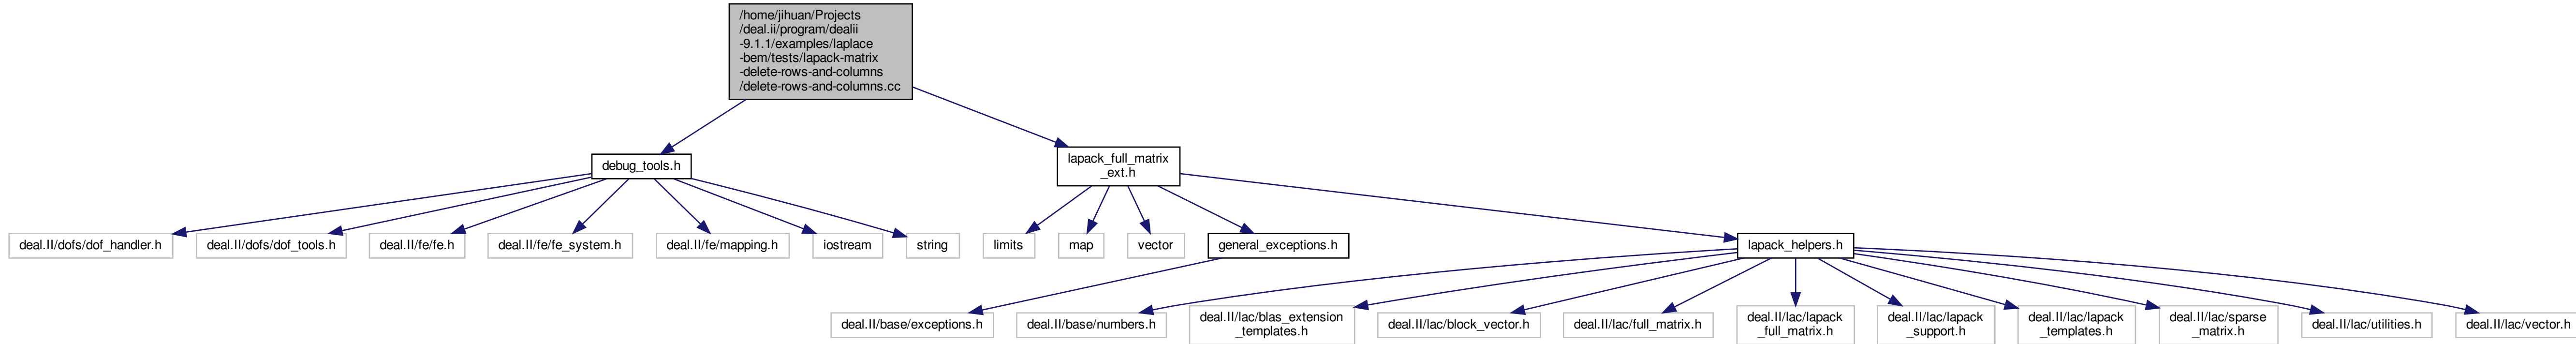 /home/jihuan/Projects
/deal.ii/program/dealii
-9.1.1/examples/laplace
-bem/tests/lapack-matrix
-delete-rows-and-columns
/delete-rows-and-columns.cc
debug_tools.h
lapack_full_matrix
_ext.h
deal.II/dofs/dof_handler.h
deal.II/dofs/dof_tools.h
deal.II/fe/fe.h
deal.II/fe/fe_system.h
deal.II/fe/mapping.h
iostream
string
limits
map
vector
general_exceptions.h
lapack_helpers.h
deal.II/base/exceptions.h
deal.II/base/numbers.h
deal.II/lac/blas_extension
_templates.h
deal.II/lac/block_vector.h
deal.II/lac/full_matrix.h
deal.II/lac/lapack
_full_matrix.h
deal.II/lac/lapack
_support.h
deal.II/lac/lapack
_templates.h
deal.II/lac/sparse
_matrix.h
deal.II/lac/utilities.h
deal.II/lac/vector.h